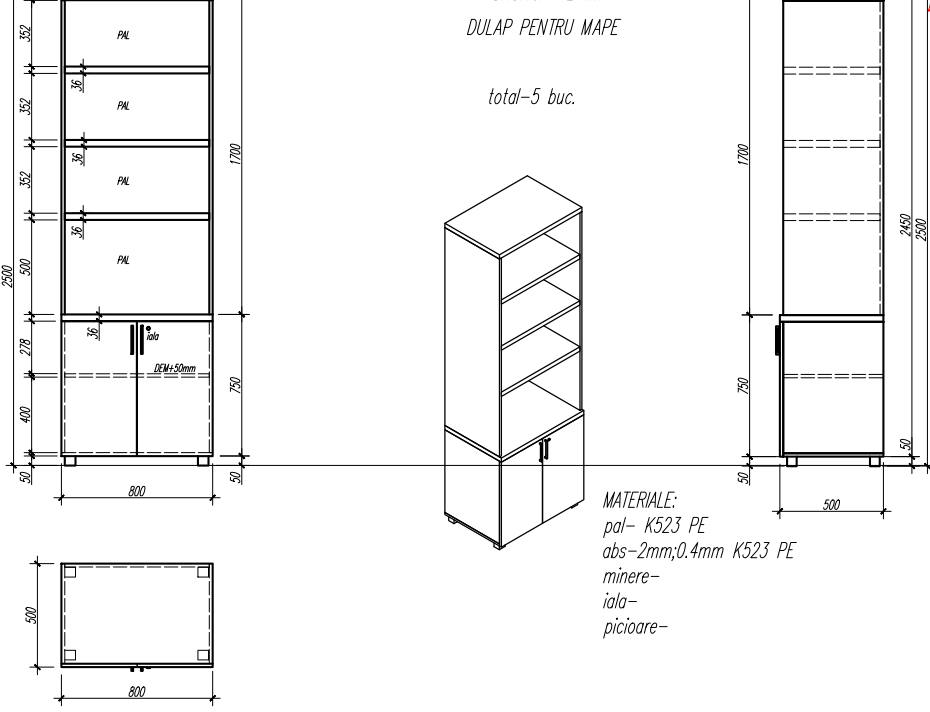 DULAP PENTRU MAPE
total-5 buc.
352
PAL
36
352
PAL
36
352
PAL
36
500
PAL
2500
1700
36
iala
278
DEM+50mm
750
400
50
50
800
1700
2450
2500
750
50
50
500
MATERIALE:
pal- K523 PE
abs-2mm;0.4mm K523 PE
minere-
iala-
picioare-
500
800